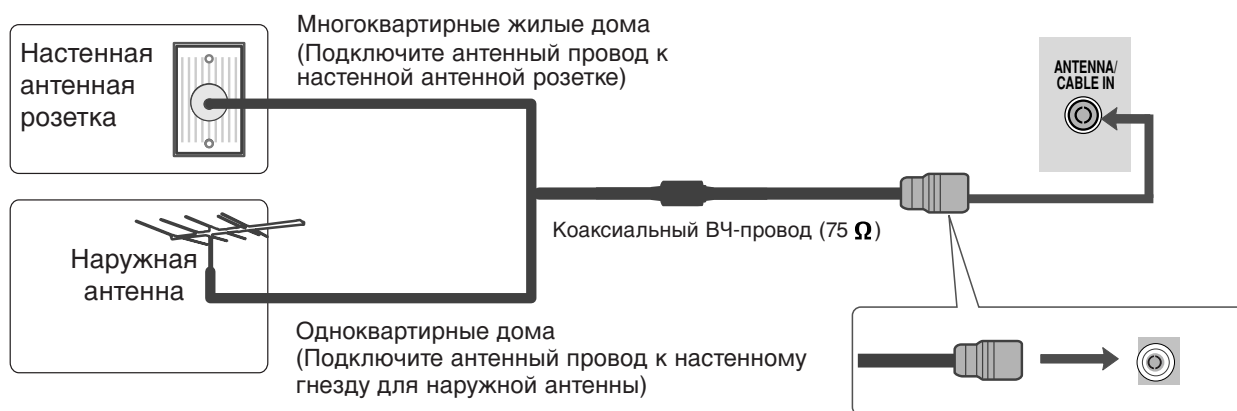 Настенная
антенная
розетка
Многоквартирные жилые дома
(Подключите антенный провод к
настенной антенной розетке)
ANTENNA/
CABLE IN
Коаксиальный ВЧ-провод (75 Ω)
Наружная
антенна
Одноквартирные дома
(Подключите антенный провод к настенному
гнезду для наружной антенны)